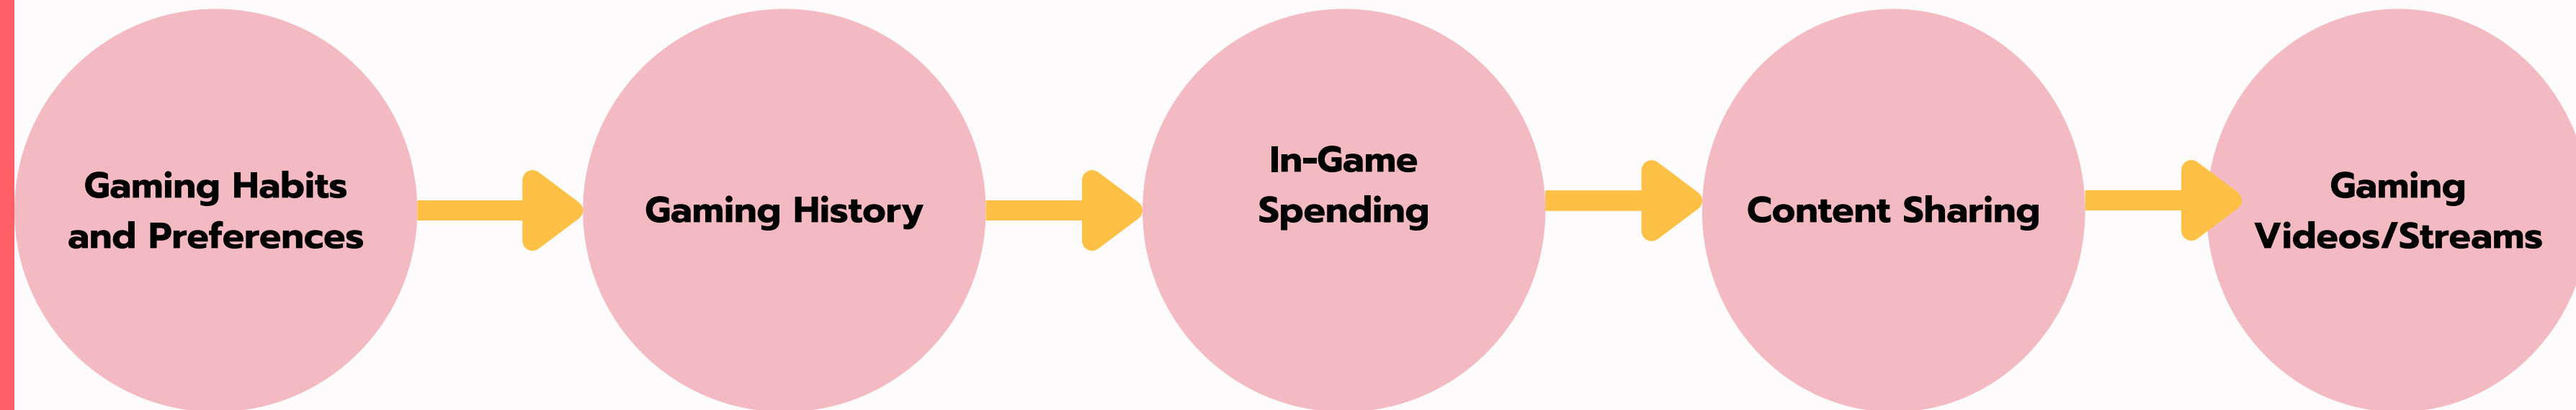 Gaming Habits
and Preferences
Gaming History
In-Game
Spending
Content Sharing
Gaming
Videos/Streams